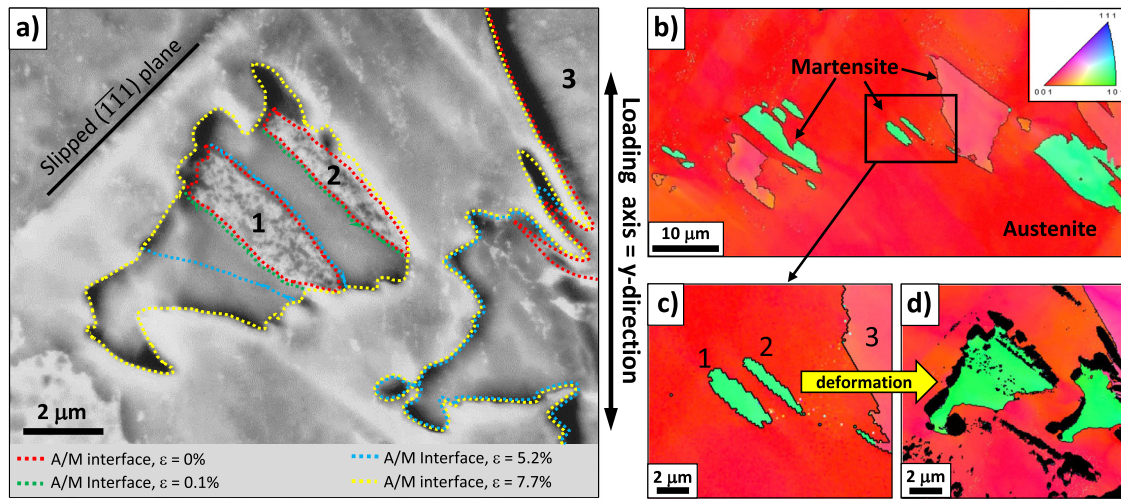 a)
Slipped (1̅1̅1) plane
1
2
3
2 μm
A/M interface, ε = 0%
A/M Interface, ε = 0.1%
A/M Interface, ε = 5.2%
A/M interface, ε = 7.7%
Loading axis = y-direction
b)
Martensite
Austenite
10 μm
111
001
101
c)
1
2
3
2 μm
deformation
d)
2 μm